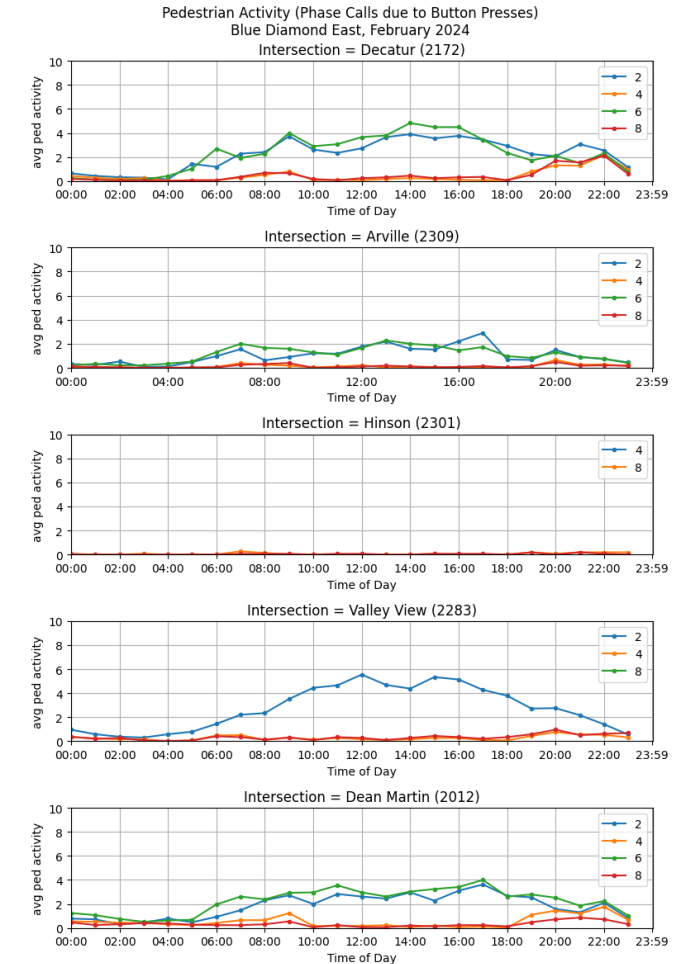 Pedestrian Activity (Phase Calls due to Button Presses)
Blue Diamond East, February 2024
Intersection = Decatur (2172)
avg ped activity
10
8
6
4
2
0
2
4
6
8
00:00 02:00 04:00 06:00 08:00 10:00 12:00 14:00 16:00 18:00 20:00 22:00 23:59
Time of Day
Intersection = Arville (2309)
avg ped activity
10
8
6
4
2
0
2
4
6
8
00:00 02:00 04:00 06:00 08:00 10:00 12:00 14:00 16:00 18:00 20:00 22:00 23:59
Time of Day
Intersection = Hinson (2301)
avg ped activity
10
8
6
4
2
0
4
8
00:00 02:00 04:00 06:00 08:00 10:00 12:00 14:00 16:00 18:00 20:00 22:00 23:59
Time of Day
Intersection = Valley View (2283)
avg ped activity
10
8
6
4
2
0
2
4
8
00:00 02:00 04:00 06:00 08:00 10:00 12:00 14:00 16:00 18:00 20:00 22:00 23:59
Time of Day
Intersection = Dean Martin (2012)
avg ped activity
10
8
6
4
2
0
2
4
6
8
00:00 02:00 04:00 06:00 08:00 10:00 12:00 14:00 16:00 18:00 20:00 22:00 23:59
Time of Day